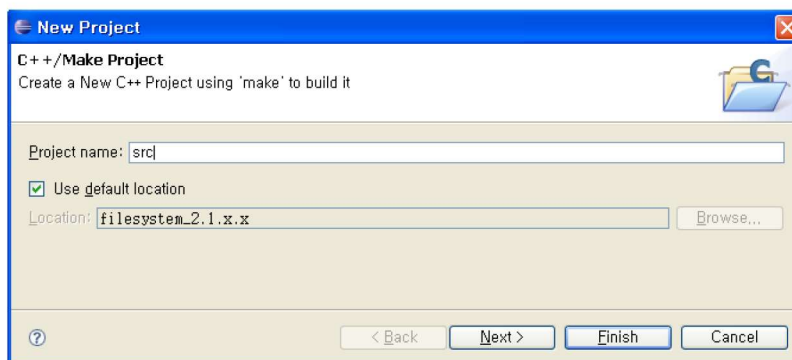 New Project
C++/Make Project
Create a New C++ Project using 'make' to build it
Project name: src
Use default location
Location: filesystem_2.1.x.x Browse...
< Back Next > Finish Cancel